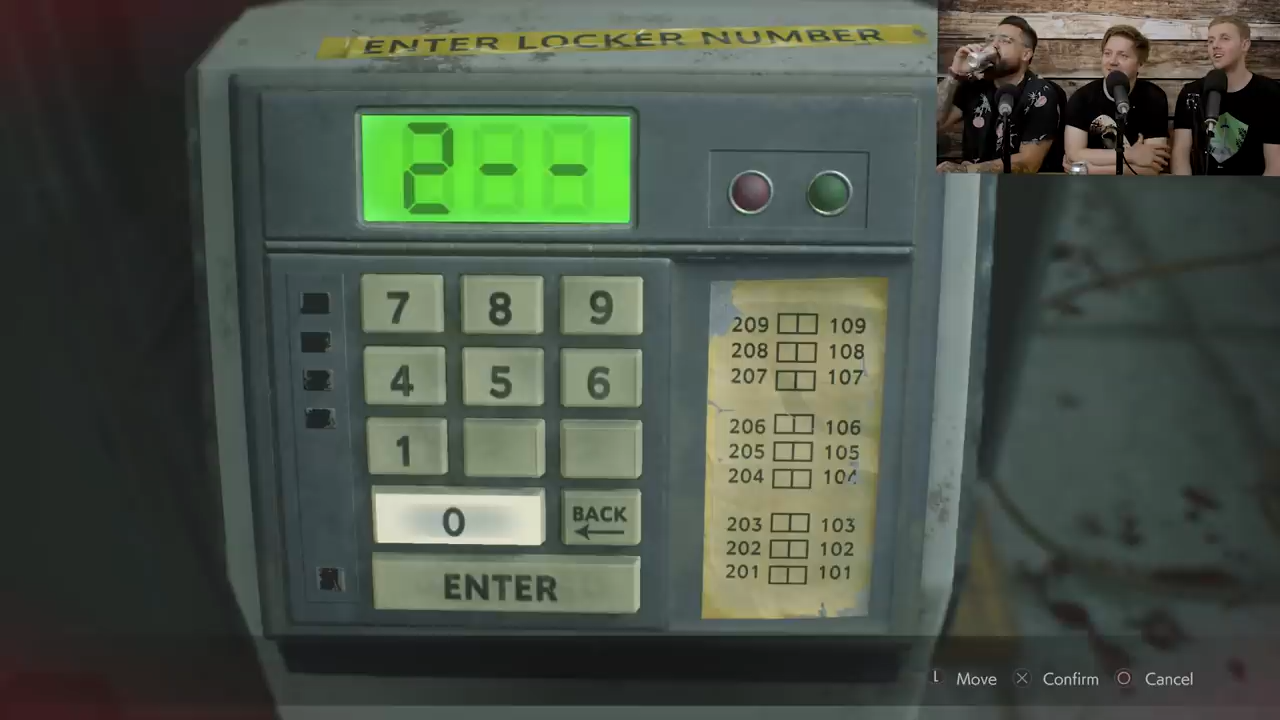 ENTER LOCKER NUMBER
2--
7 8 9
4 5 6
1
0 BACK
ENTER
209 109
208 108
207 107
206 106
205 105
204 104
203 103
202 102
201 101
L Move Confirm Cancel